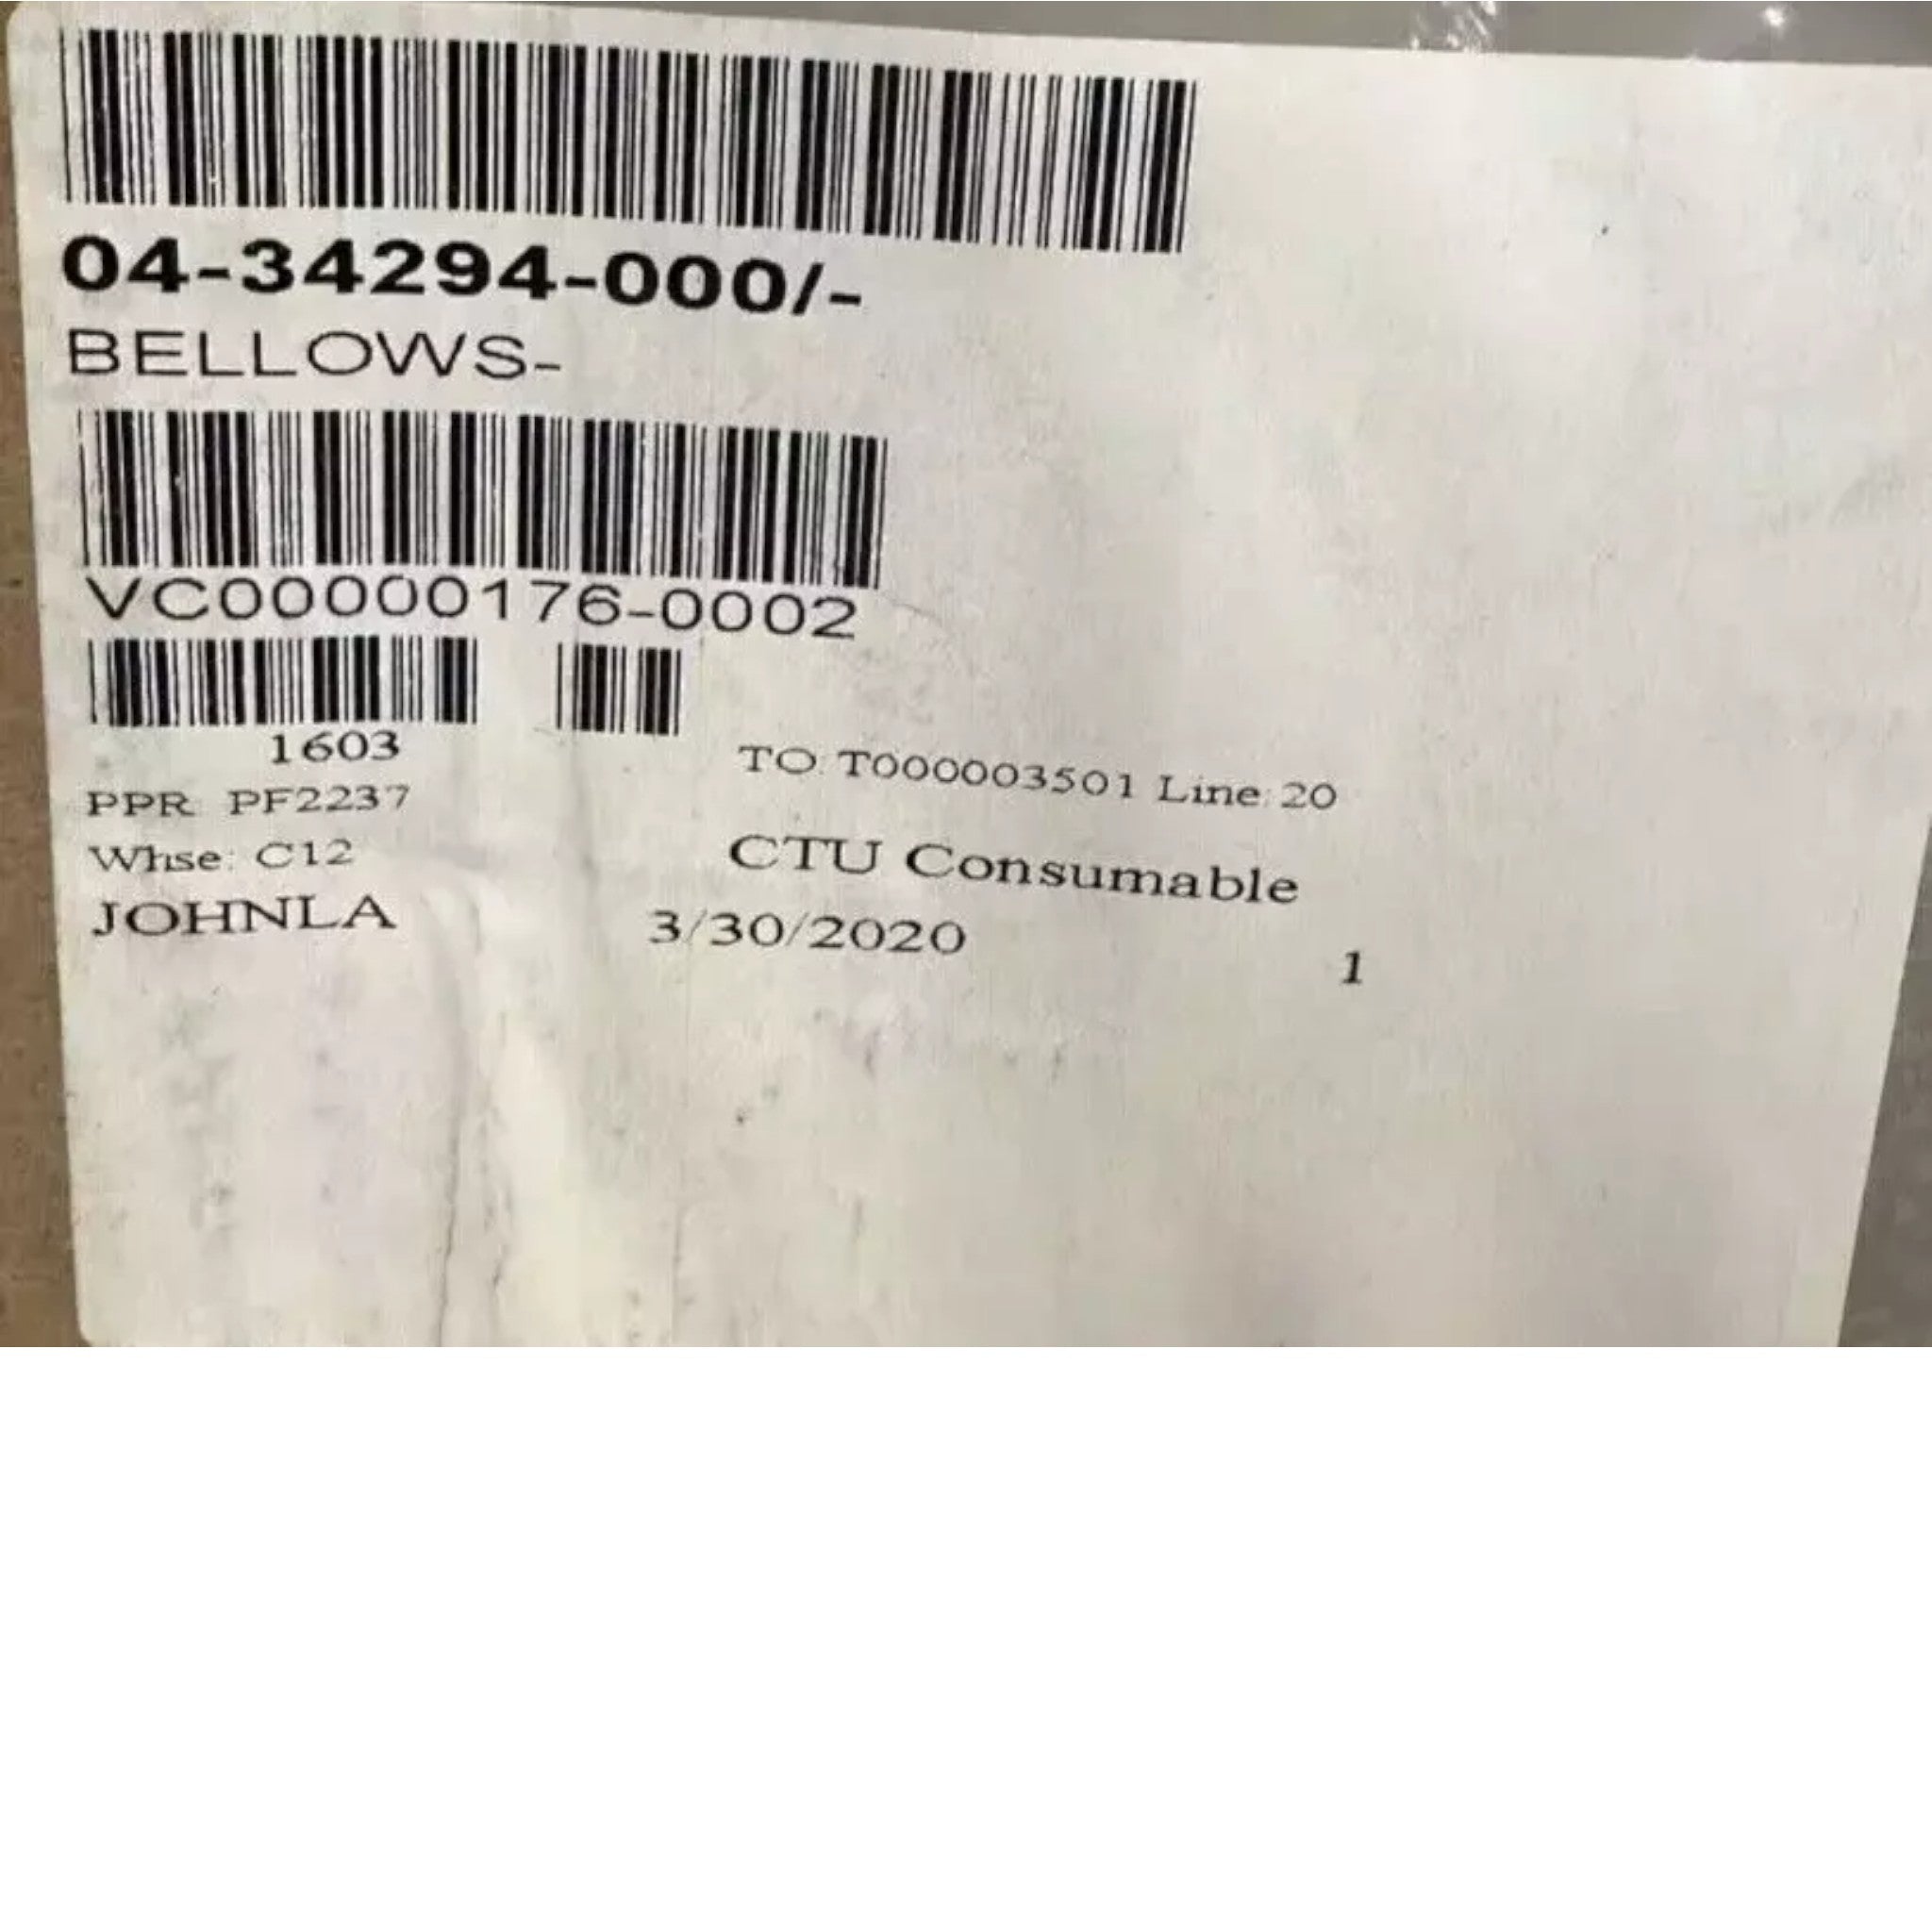 04-34294-000/-
BELLOWS-
VC00000176-0002
1603
TO: T000003501 Line: 20
PPR: PF2237
Whse: C12
CTU Consumable
JOHNLA 3/30/2020 1